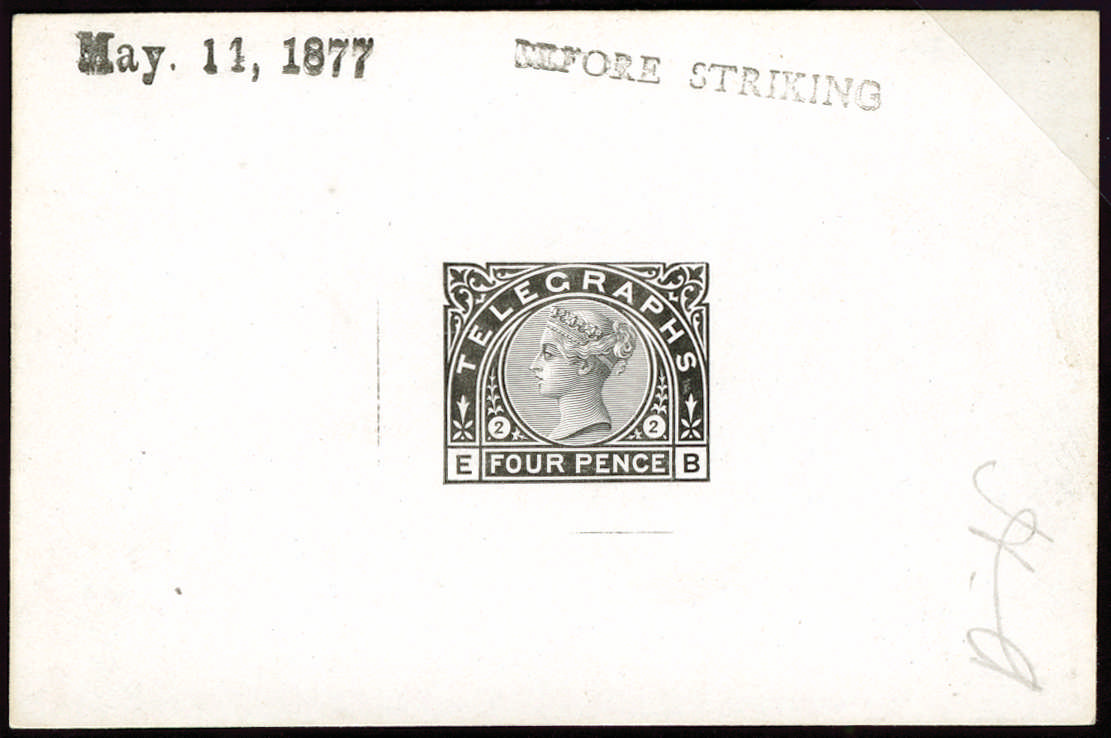 May. 11, 1877
BEFORE STRIKING
TELEGRAPHS
2 2
E FOUR PENCE B